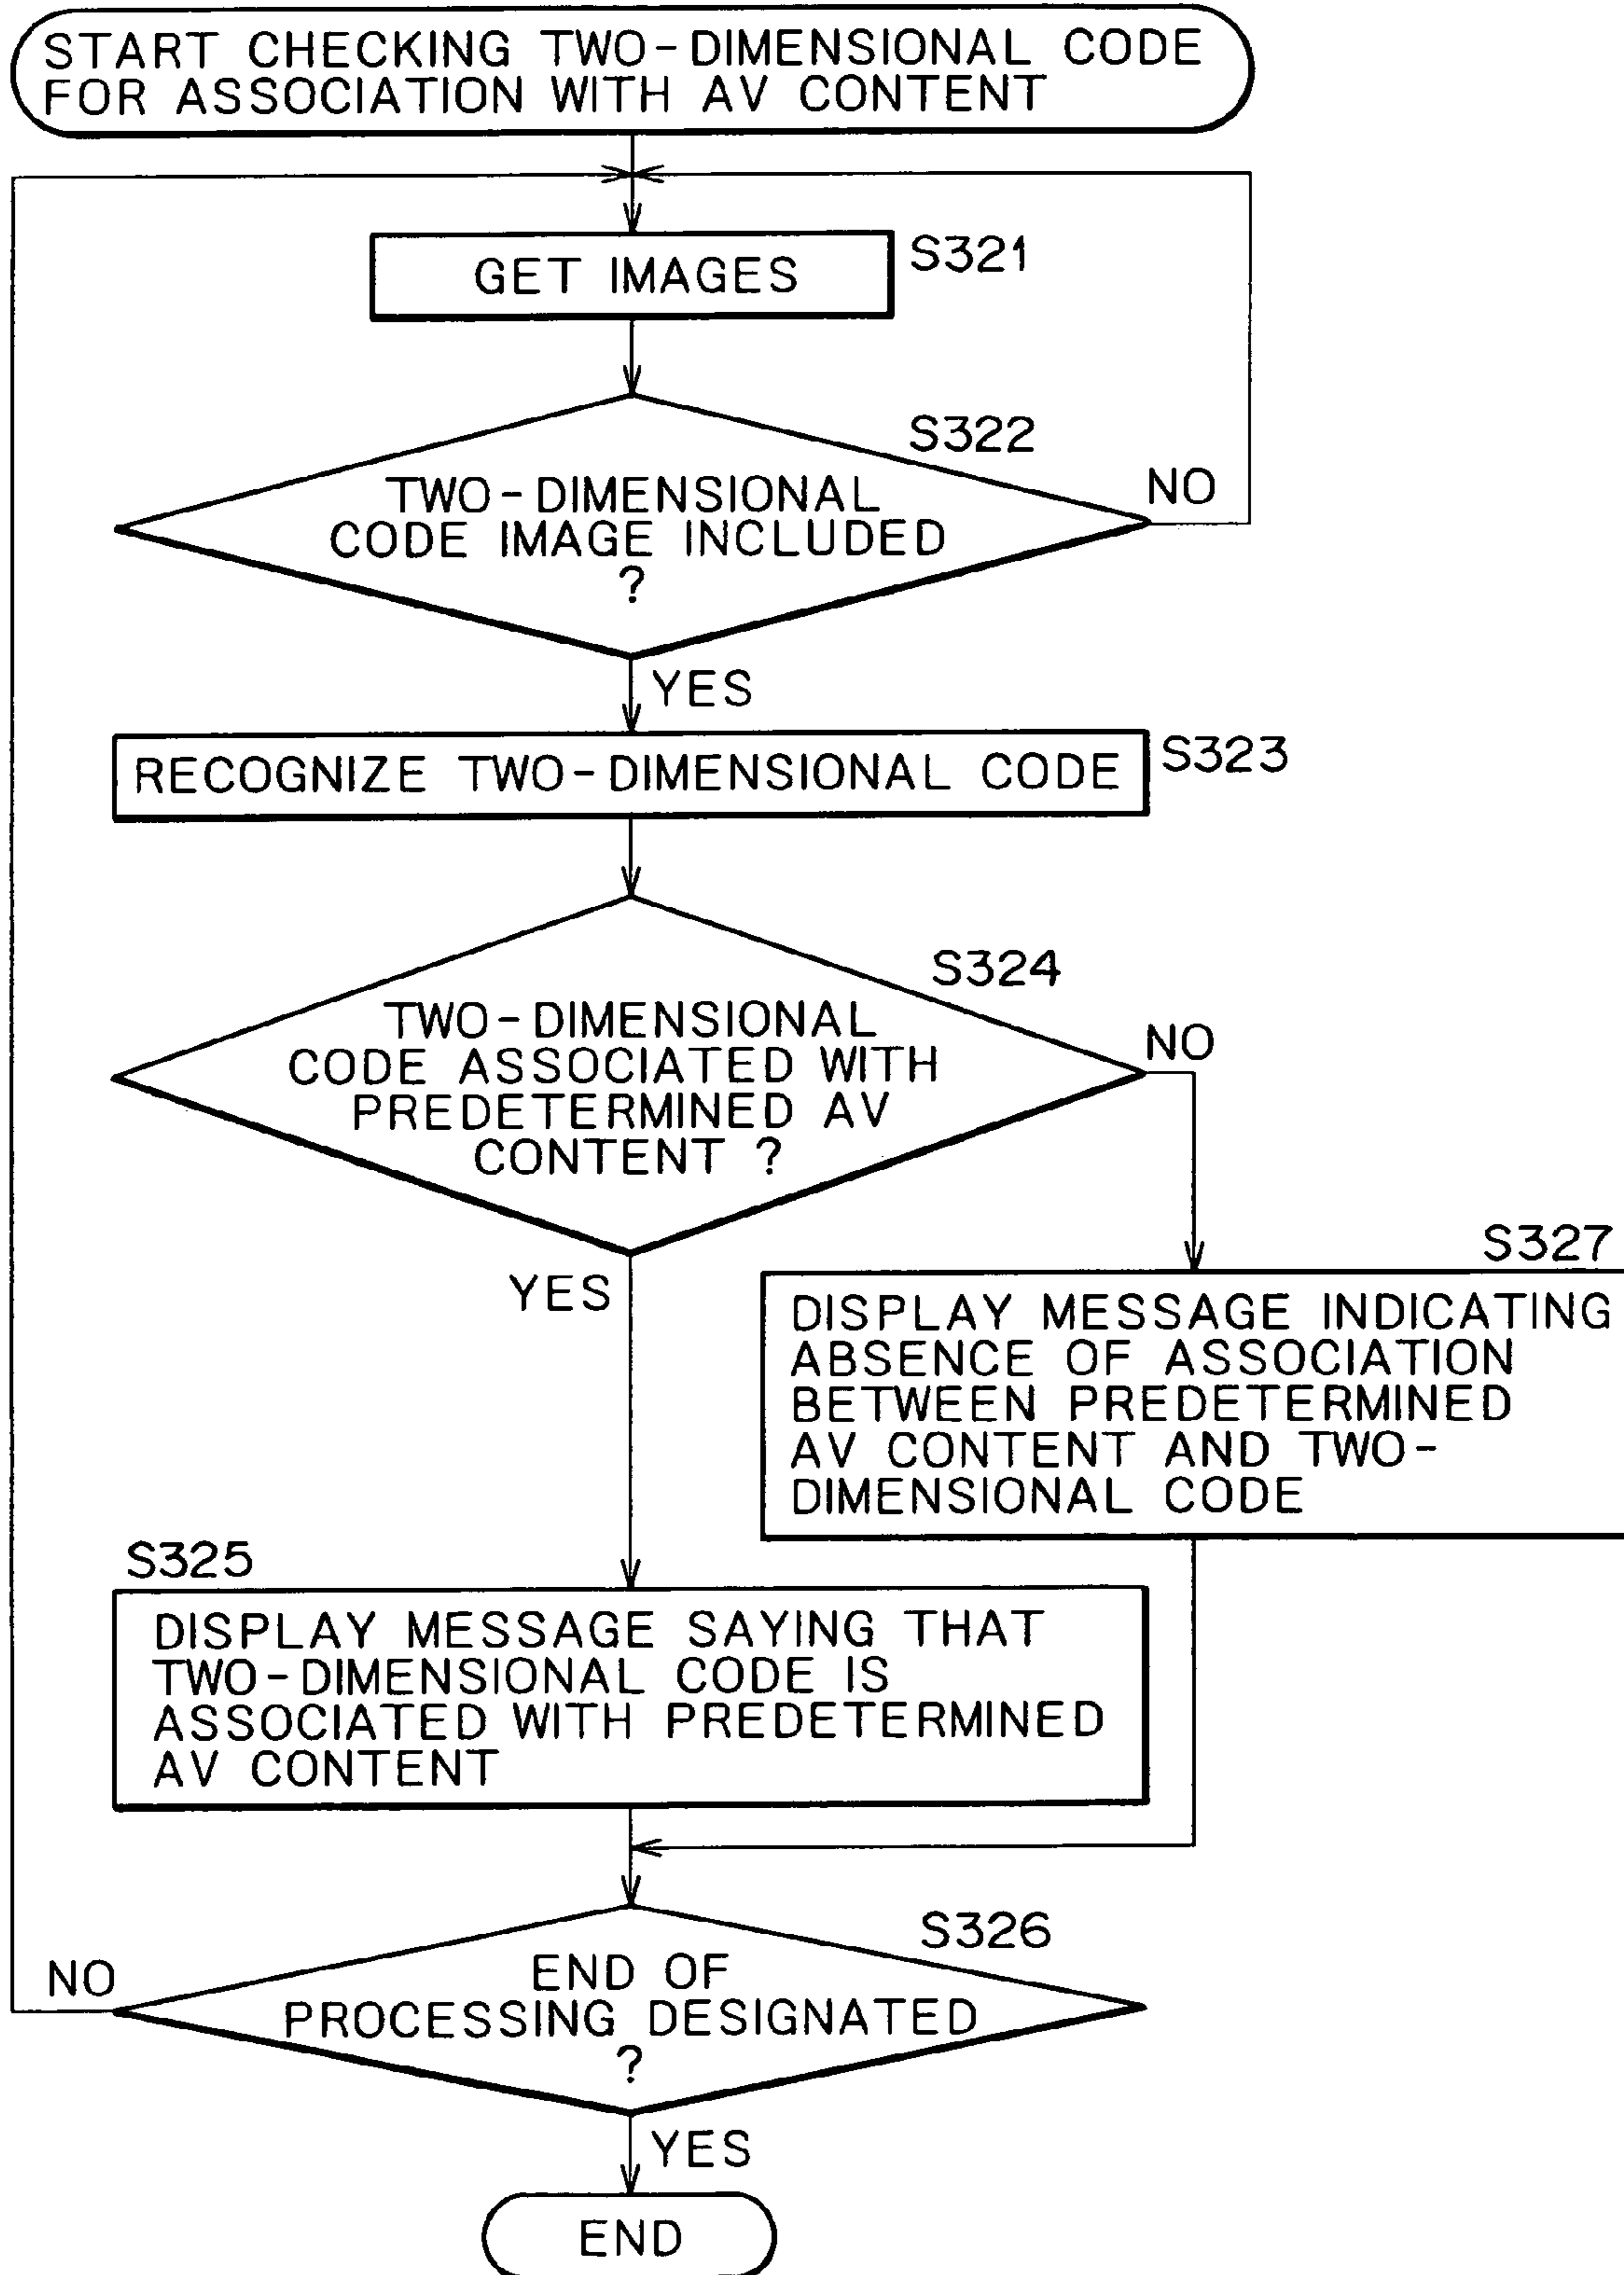 START CHECKING TWO-DIMENSIONAL CODE
FOR ASSOCIATION WITH AV CONTENT
GET IMAGES
S321
S322
TWO-DIMENSIONAL
CODE IMAGE INCLUDED
?
NO
YES
RECOGNIZE TWO-DIMENSIONAL CODE
S323
S324
TWO-DIMENSIONAL
CODE ASSOCIATED WITH
PREDETERMINED AV
CONTENT ?
NO
YES
S327
DISPLAY MESSAGE INDICATING
ABSENCE OF ASSOCIATION
BETWEEN PREDETERMINED
AV CONTENT AND TWO-
DIMENSIONAL CODE
S325
DISPLAY MESSAGE SAYING THAT
TWO-DIMENSIONAL CODE IS
ASSOCIATED WITH PREDETERMINED
AV CONTENT
S326
END OF
PROCESSING DESIGNATED
?
NO
YES
END